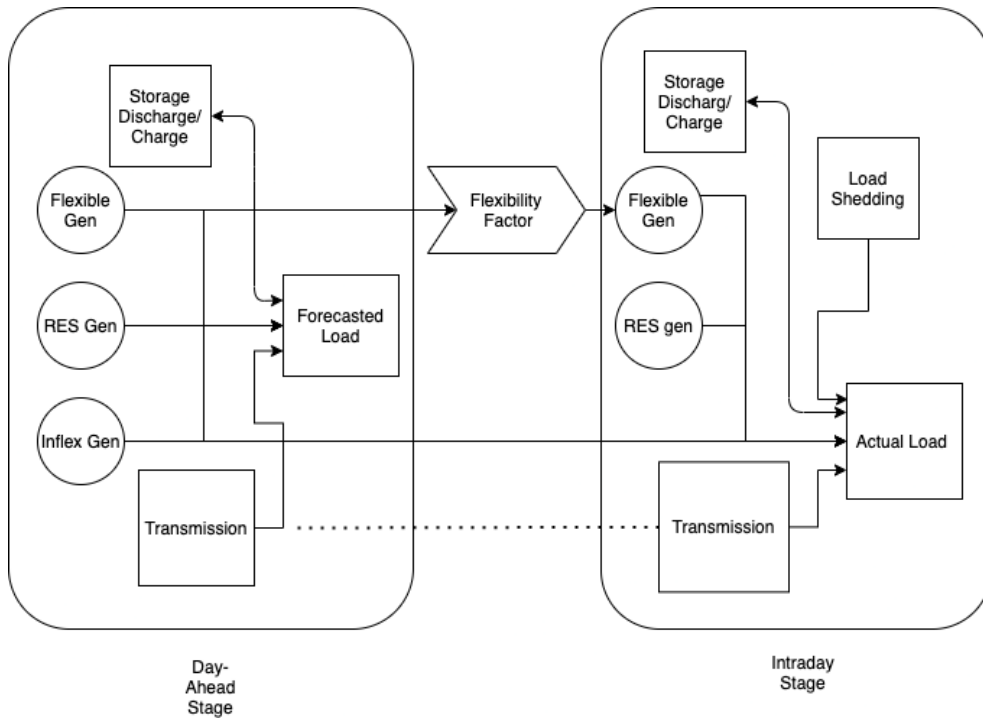 Storage
Discharge/
Charge
Flexible
Gen
RES Gen
Forecasted
Load
Inflex Gen
Transmission
Day-
Ahead
Stage
Flexibility
Factor
Storage
Discharg/
Charge
Flexible
Gen
Load
Shedding
RES gen
Actual Load
Transmission
Intraday
Stage